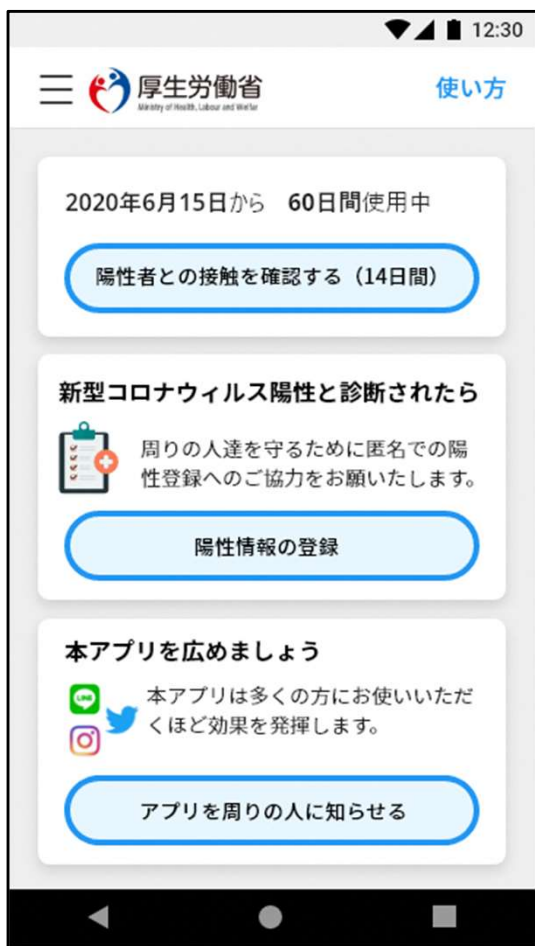 12:30
厚生労働省
Ministry of Health, Labour and Welfar
使い方
2020年6月15日から 60日間使用中
陽性者との接触を確認する（14日間）
新型コロナウィルス陽性と診断されたら
周りの人達を守るために匿名での陽
性登録へのご協力をお願いたします。
陽性情報の登録
本アプリを広めましょう
LINE
本アプリは多くの方にお使いいただ
くほど効果を発揮します。
アプリを周りの人に知らせる